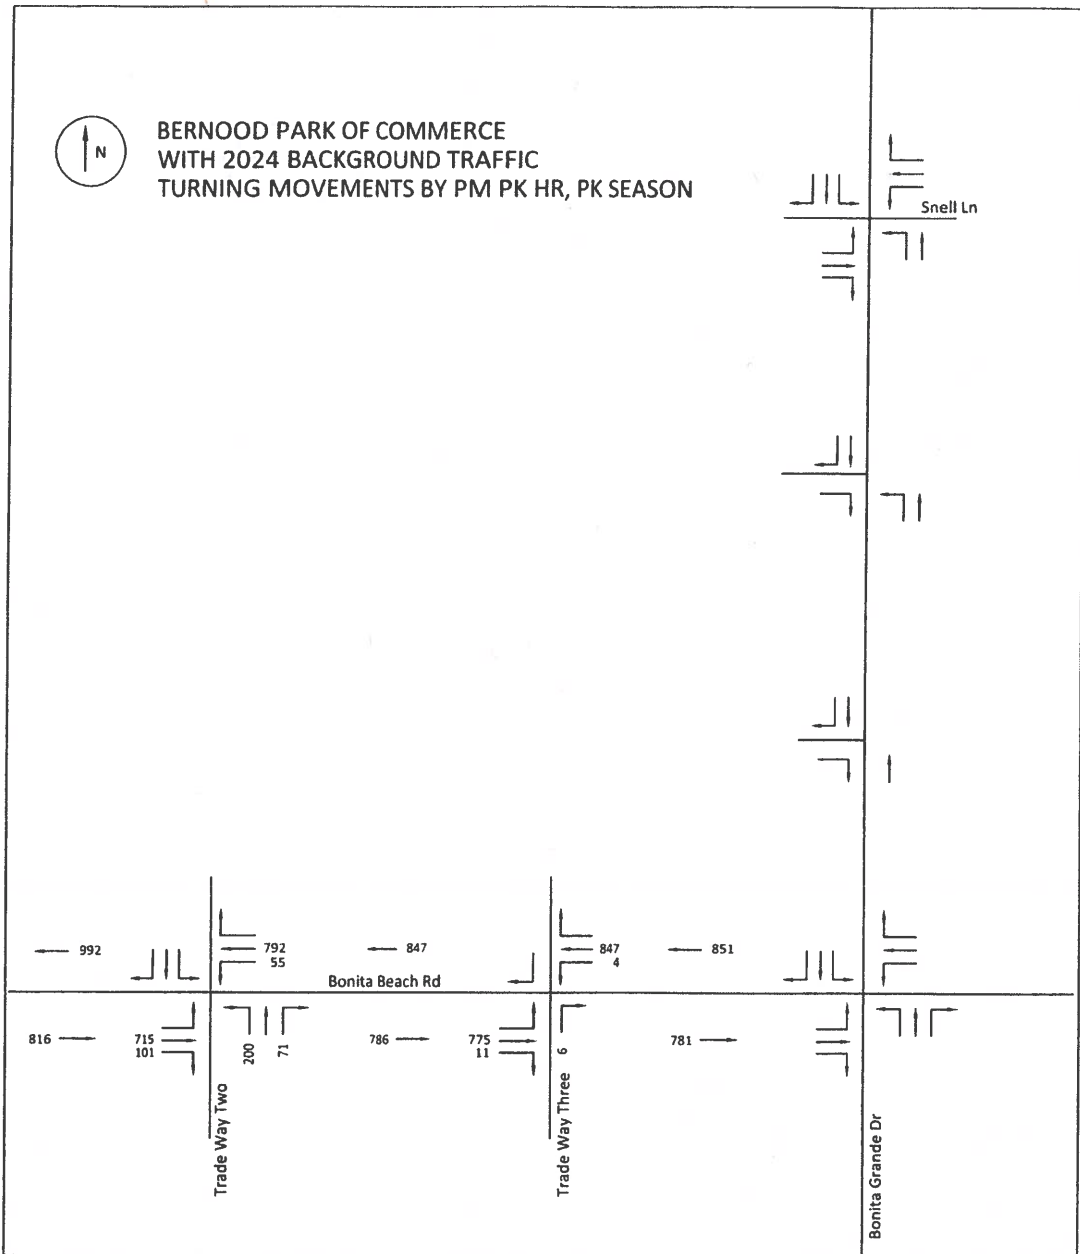 N
BERNOOD PARK OF COMMERCE
WITH 2024 BACKGROUND TRAFFIC
TURNING MOVEMENTS BY PM PK HR, PK SEASON
Snell Ln
992
792
847
847
851
55
4
Bonita Beach Rd
816
715
786
775
781
101
200
71
11
6
Trade Way Two
Trade Way Three
Bonita Grande Dr